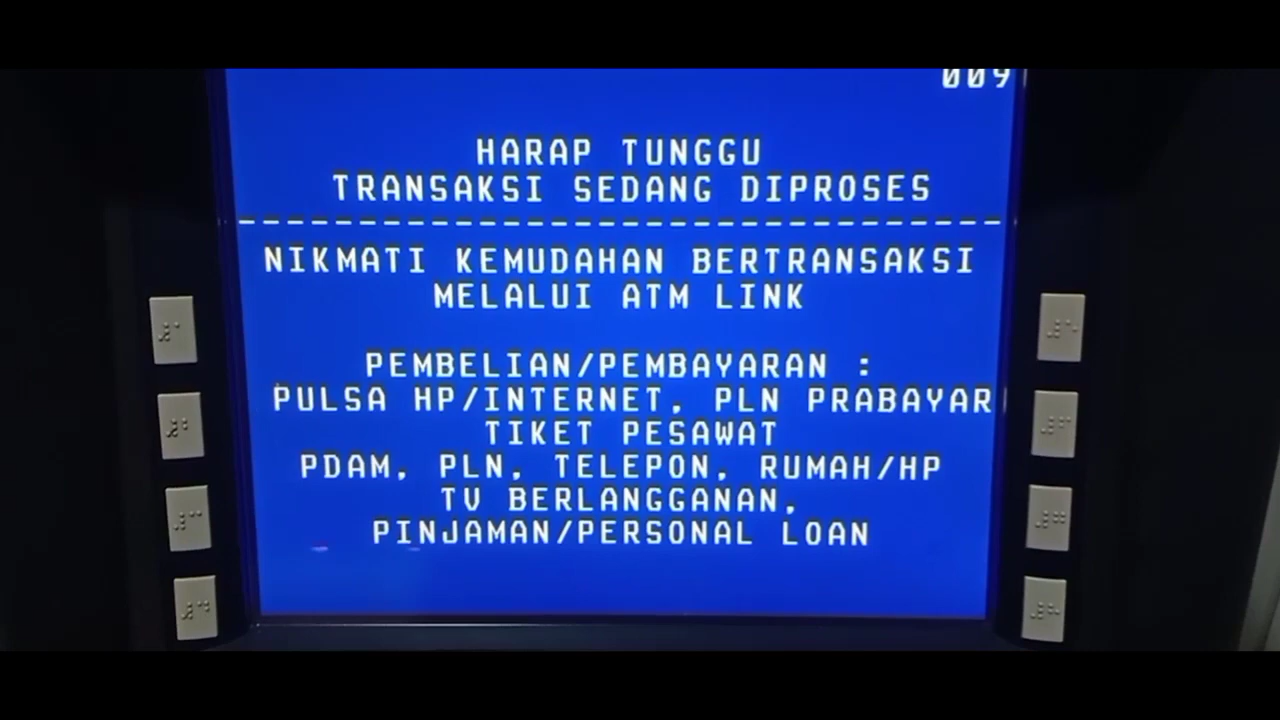 009
HARAP TUNGGU
TRANSAKSI SEDANG DIPROSES
--------------------------------
NIKMATI KEMUDAHAN BERTRANSAKSI
MELALUI ATM LINK
PEMBELIAN/PEMBAYARAN :
PULSA HP/INTERNET, PLN PRABAYAR
TIKET PESAWAT
PDAM, PLN, TELEPON, RUMAH/HP
TV BERLANGGANAN,
PINJAMAN/PERSONAL LOAN